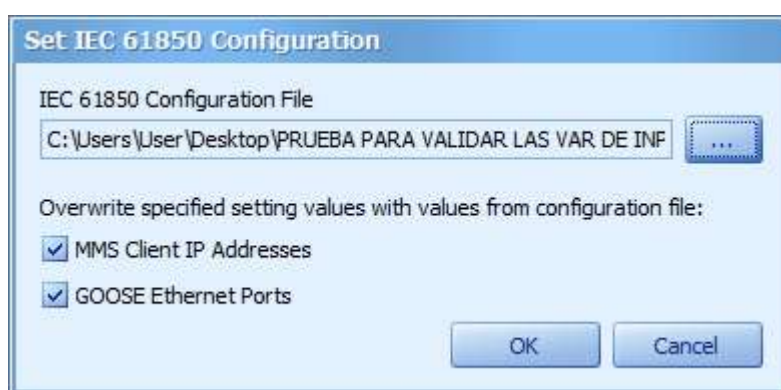 Set IEC 61850 Configuration
IEC 61850 Configuration File
C:\Users\User\Desktop\PRUEBA PARA VALIDAR LAS VAR DE INF
...
Overwrite specified setting values with values from configuration file:
MMS Client IP Addresses
GOOSE Ethernet Ports
OK Cancel